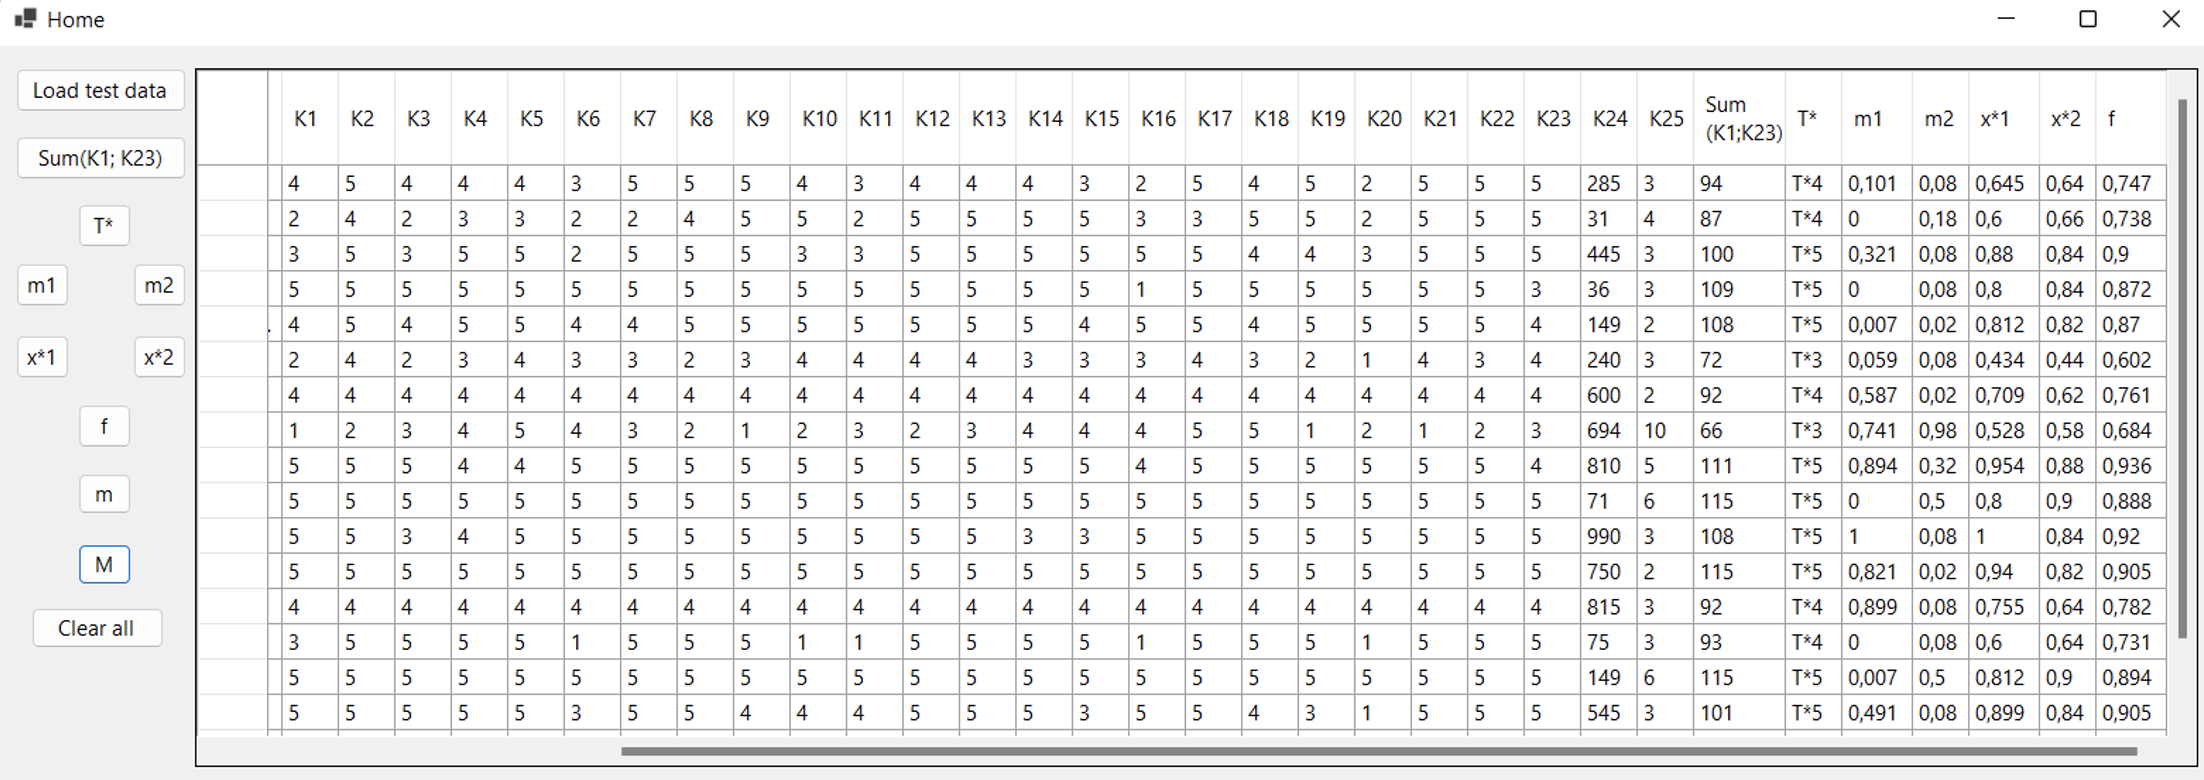 Home
Load test data
Sum(K1; K23)
T*
m1 m2
x*1 x*2
f
m
M
Clear all
K1 K2 K3 K4 K5 K6 K7 K8 K9 K10 K11 K12 K13 K14 K15 K16 K17 K18 K19 K20 K21 K22 K23 K24 K25 Sum (K1;K23) T* m1 m2 x*1 x*2 f
4 5 4 4 4 3 5 5 5 4 3 4 4 4 3 2 5 4 5 2 5 5 5 285 3 94 T*4 0,101 0,08 0,645 0,64 0,747
2 4 2 3 3 2 2 4 5 5 2 5 5 5 5 3 3 5 5 2 5 5 5 31 4 87 T*4 0 0,18 0,6 0,66 0,738
3 5 3 5 5 2 5 5 5 3 3 5 5 5 5 5 5 4 4 3 5 5 5 445 3 100 T*5 0,321 0,08 0,88 0,84 0,9
5 5 5 5 5 5 5 5 5 5 5 5 5 5 5 1 5 5 5 5 5 5 3 36 3 109 T*5 0 0,08 0,8 0,84 0,872
. 4 5 4 5 5 4 4 5 5 5 5 5 5 5 4 5 5 4 5 5 5 5 4 149 2 108 T*5 0,007 0,02 0,812 0,82 0,87
2 4 2 3 4 3 3 2 3 4 4 4 4 3 3 3 4 3 2 1 4 3 4 240 3 72 T*3 0,059 0,08 0,434 0,44 0,602
4 4 4 4 4 4 4 4 4 4 4 4 4 4 4 4 4 4 4 4 4 4 4 600 2 92 T*4 0,587 0,02 0,709 0,62 0,761
1 2 3 4 5 4 3 2 1 2 3 2 3 4 4 4 5 5 1 2 1 2 3 694 10 66 T*3 0,741 0,98 0,528 0,58 0,684
5 5 5 4 4 5 5 5 5 5 5 5 5 5 5 4 5 5 5 5 5 5 4 810 5 111 T*5 0,894 0,32 0,954 0,88 0,936
5 5 5 5 5 5 5 5 5 5 5 5 5 5 5 5 5 5 5 5 5 5 5 71 6 115 T*5 0 0,5 0,8 0,9 0,888
5 5 3 4 5 5 5 5 5 5 5 5 5 3 3 5 5 5 5 5 5 5 5 990 3 108 T*5 1 0,08 1 0,84 0,92
5 5 5 5 5 5 5 5 5 5 5 5 5 5 5 5 5 5 5 5 5 5 5 750 2 115 T*5 0,821 0,02 0,94 0,82 0,905
4 4 4 4 4 4 4 4 4 4 4 4 4 4 4 4 4 4 4 4 4 4 4 815 3 92 T*4 0,899 0,08 0,755 0,64 0,782
3 5 5 5 5 1 5 5 5 1 1 5 5 5 5 1 5 5 5 1 5 5 5 75 3 93 T*4 0 0,08 0,6 0,64 0,731
5 5 5 5 5 5 5 5 5 5 5 5 5 5 5 5 5 5 5 5 5 5 5 149 6 115 T*5 0,007 0,5 0,812 0,9 0,894
5 5 5 5 5 3 5 5 4 4 4 5 5 5 3 5 5 4 3 1 5 5 5 545 3 101 T*5 0,491 0,08 0,899 0,84 0,905